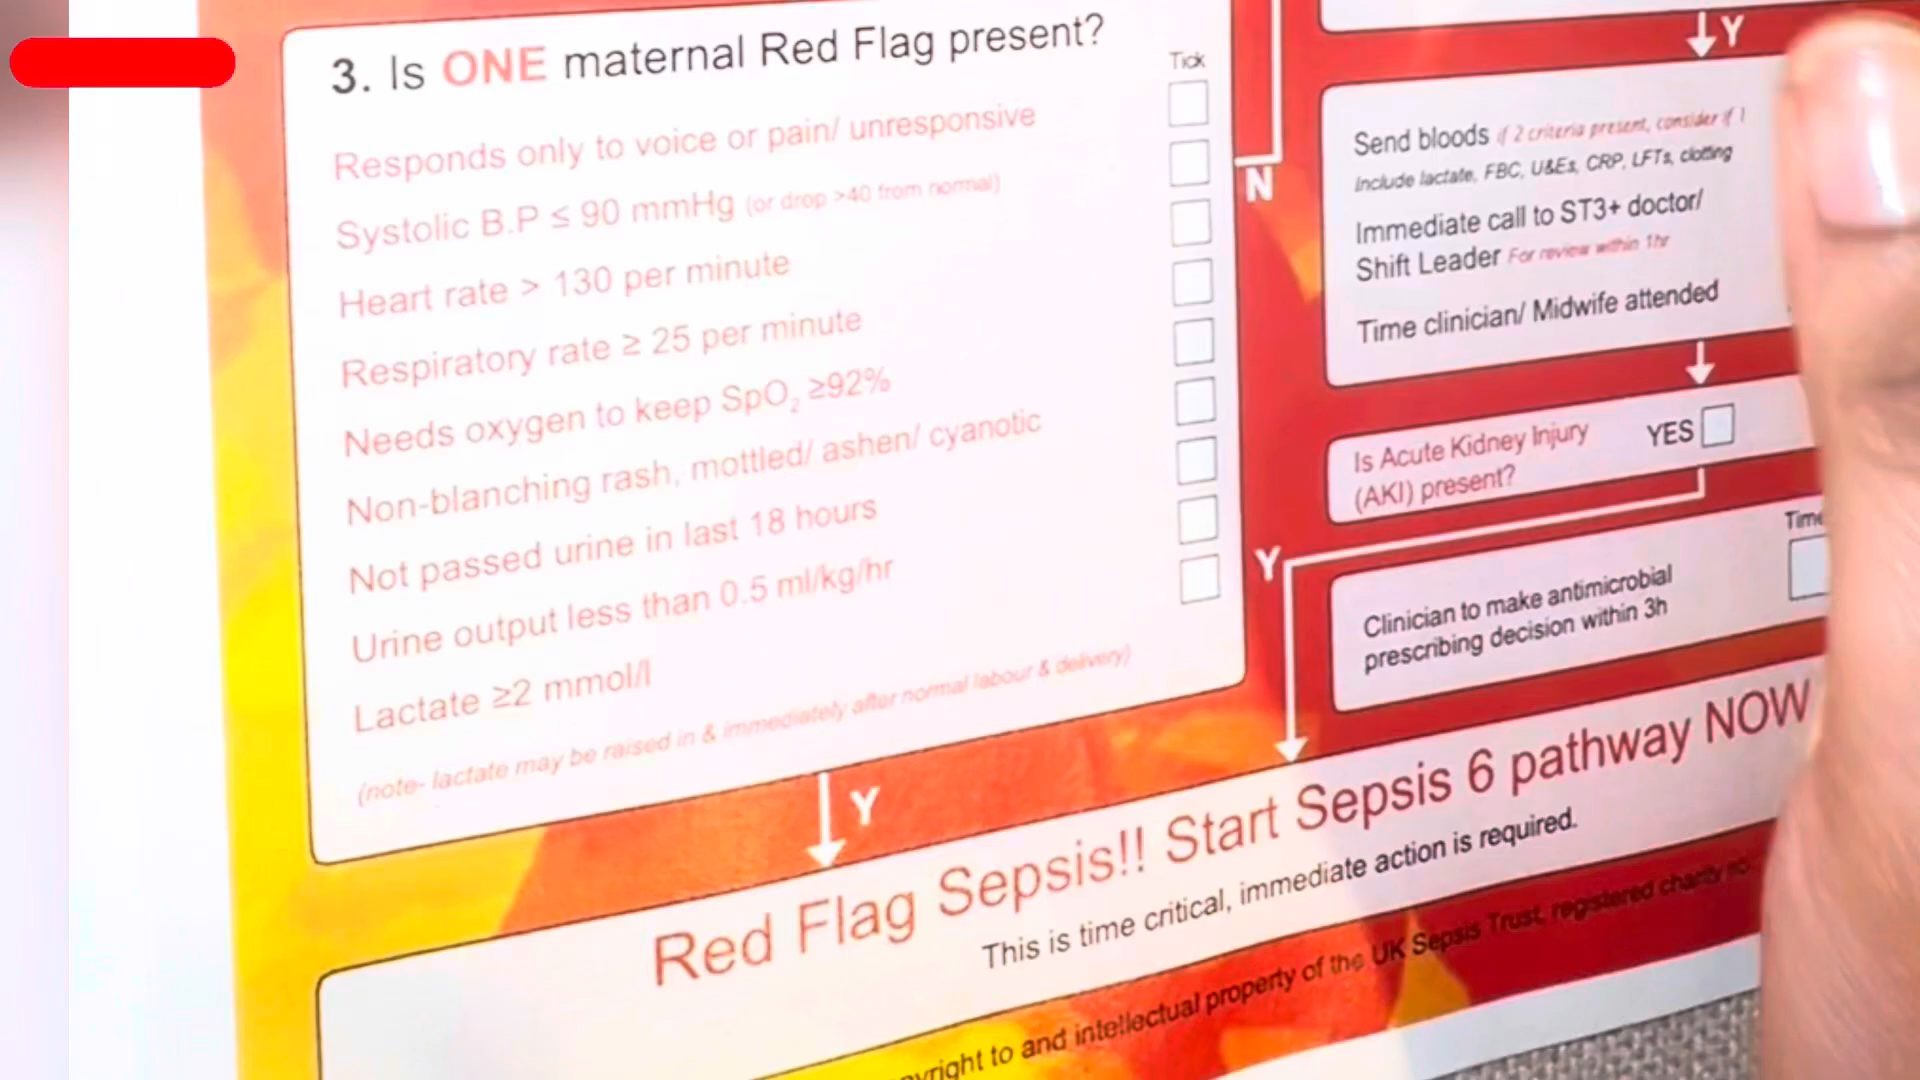 3. Is ONE maternal Red Flag present?
Tick
Responds only to voice or pain/ unresponsive
Systolic B.P ≤ 90 mmHg (or drop >40 from normal)
Heart rate > 130 per minute
Respiratory rate ≥ 25 per minute
Needs oxygen to keep SpO₂ ≥92%
Non-blanching rash, mottled/ ashen/ cyanotic
Not passed urine in last 18 hours
Urine output less than 0.5 ml/kg/hr
Lactate ≥2 mmol/l
(note- lactate may be raised in & immediately after normal labour & delivery)
Y
N
Y
Send bloods if 2 criteria present, consider if 1
Include lactate, FBC, U&Es, CRP, LFTs, clotting
Immediate call to ST3+ doctor/
Shift Leader For review within 1hr
Time clinician/ Midwife attended
Is Acute Kidney Injury
(AKI) present?
YES
Y
Clinician to make antimicrobial
prescribing decision within 3h
Red Flag Sepsis!! Start Sepsis 6 pathway NOW
This is time critical, immediate action is required.
right to and intellectual property of the UK Sepsis Trust, registered charity no.